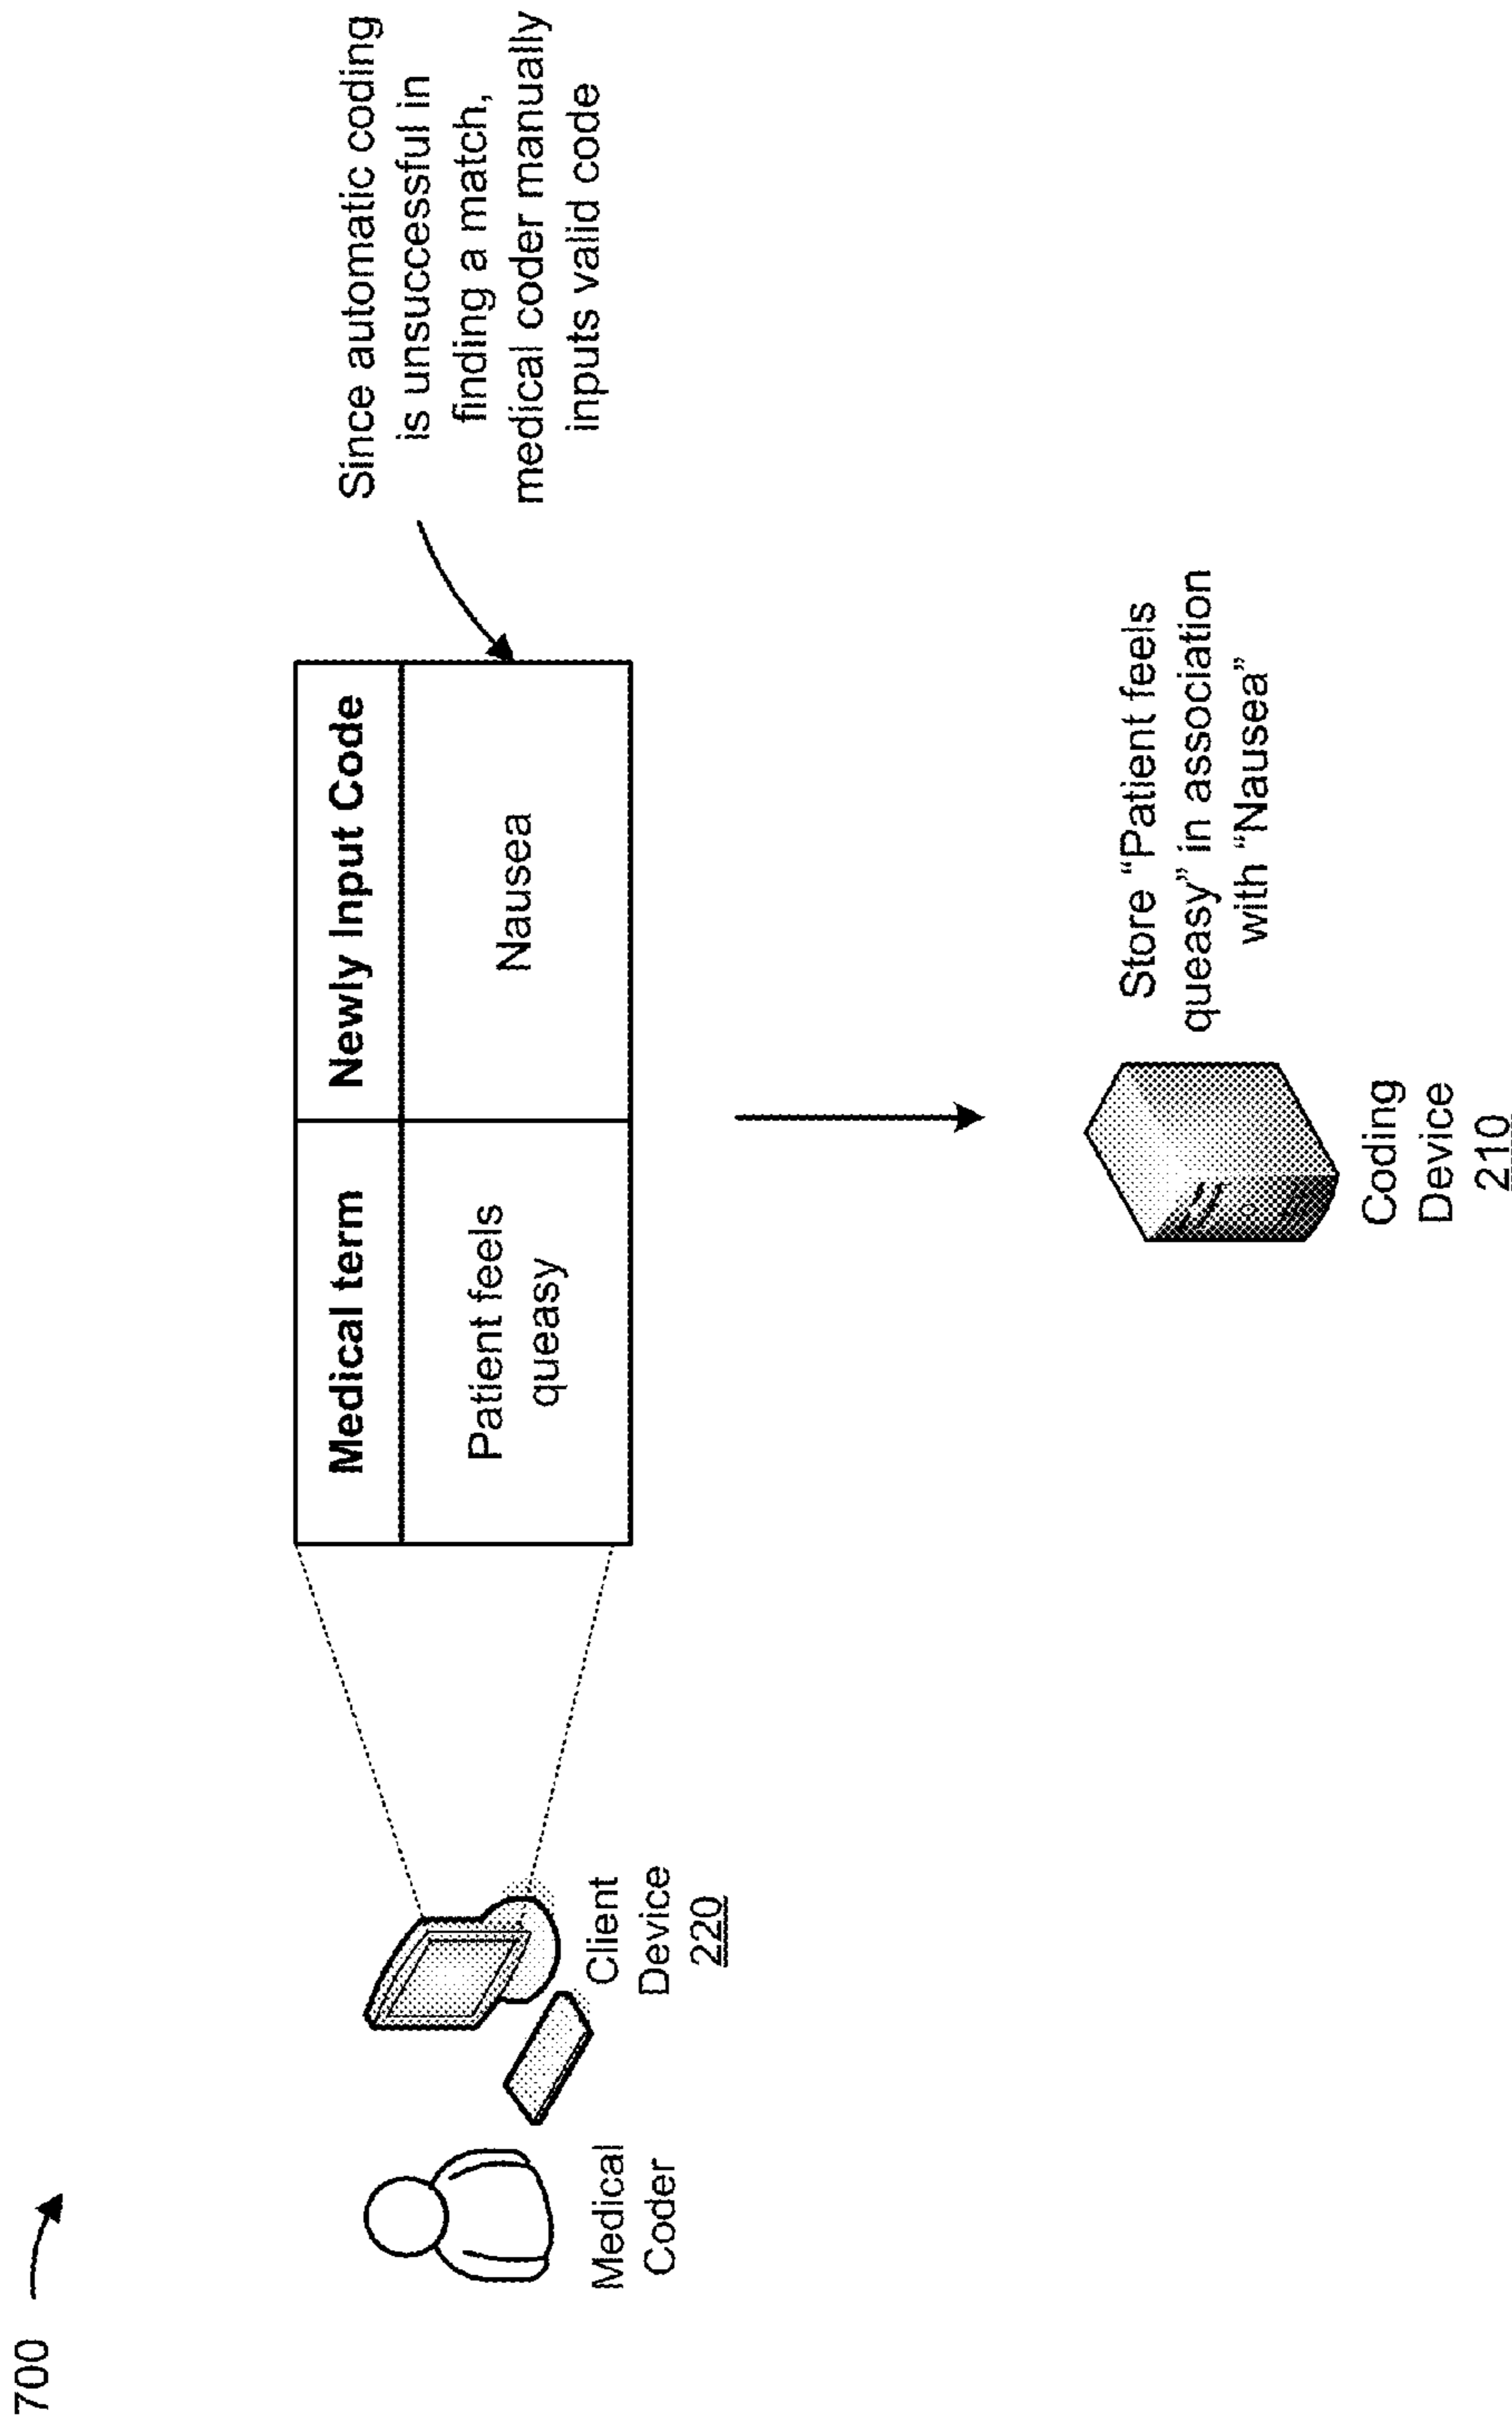 700
Medical
Coder
Client
Device
220
Medical term
Newly Input Code
Patient feels
queasy
Nausea
Since automatic coding
is unsuccessful in
finding a match,
medical coder manually
inputs valid code
Store “Patient feels
queasy” in association
with “Nausea”
Coding
Device
210